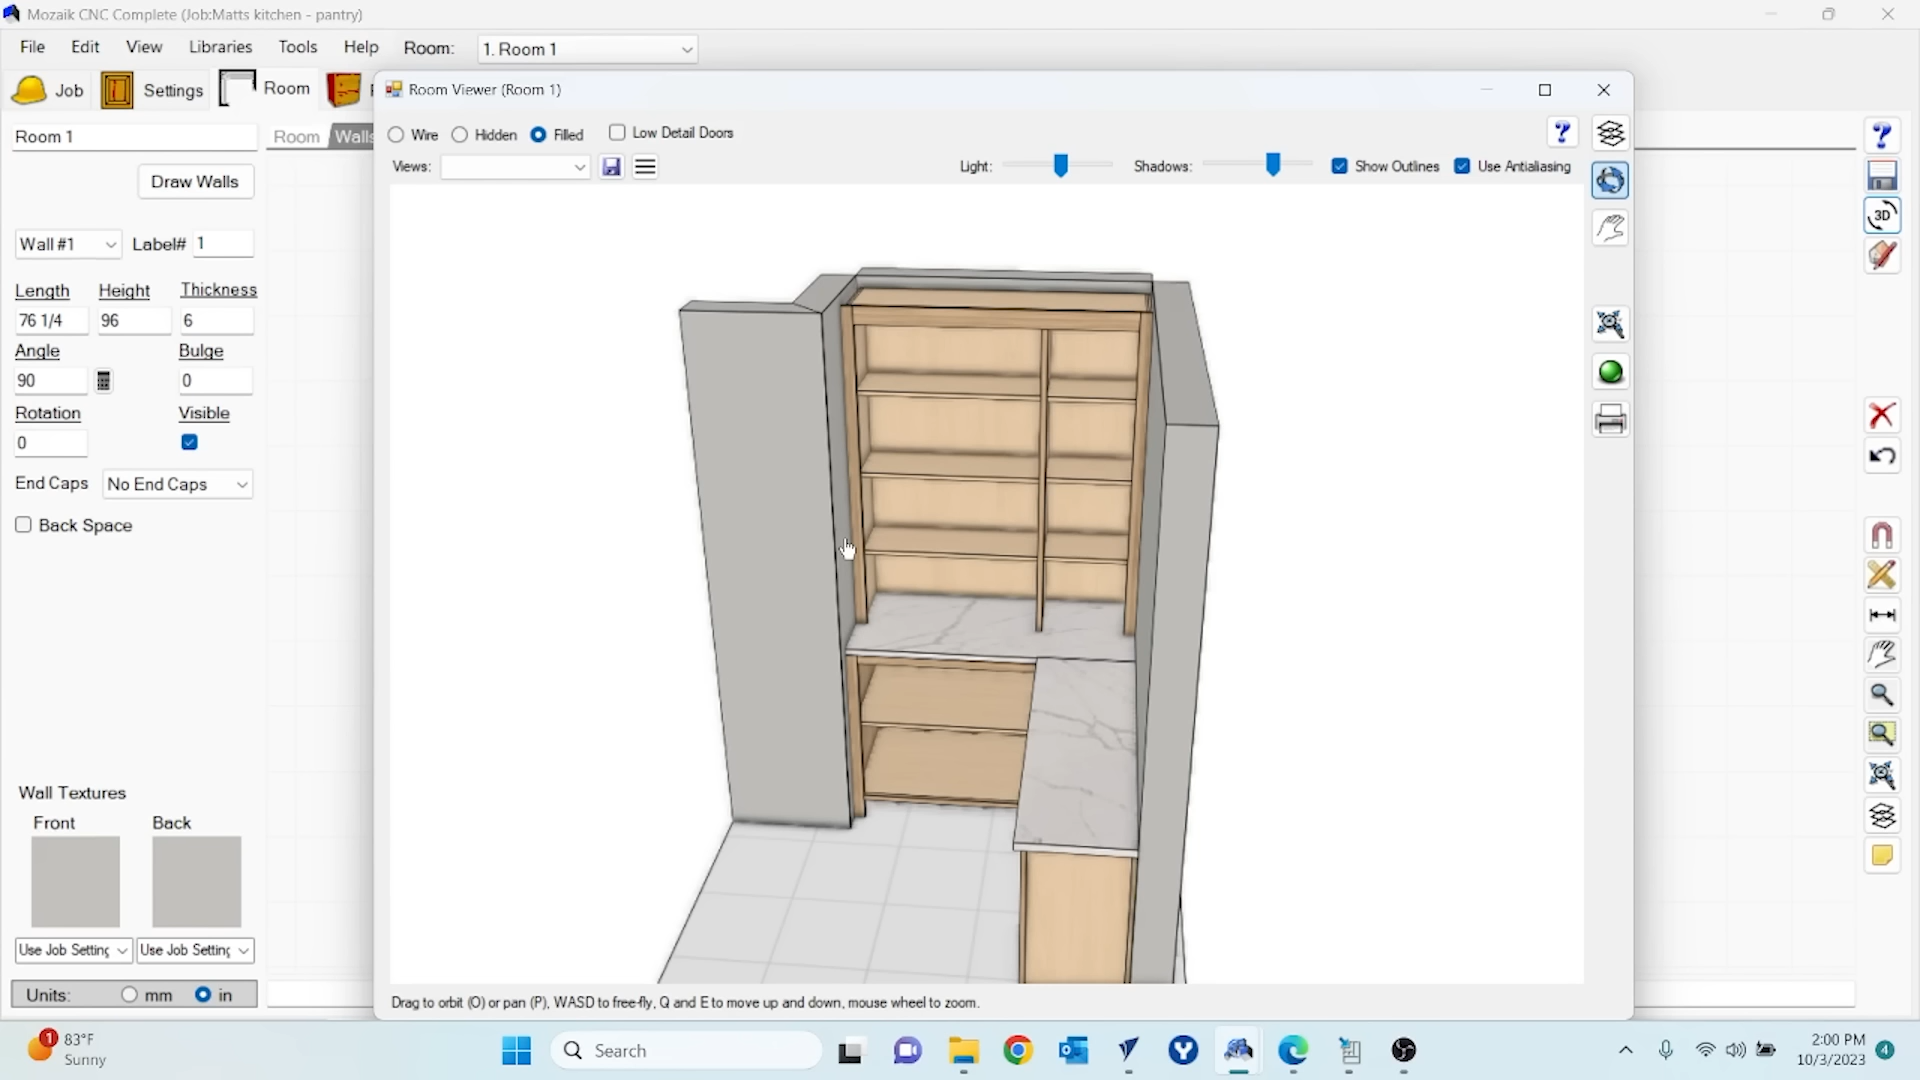 Mozaik CNC Complete (Job:Matts kitchen - pantry)
File Edit View Libraries Tools Help Room: 1. Room 1
Job Settings Room
Room Viewer (Room 1)
Room 1
Room Walls
Wire Hidden Filled Low Detail Doors
Views: Light: Shadows: Show Outlines Use Antialiasing
Draw Walls
3D
Wall #1 Label# 1
Length Height Thickness
76 1/4 96 6
Angle Bulge
90 0
Rotation Visible
0
End Caps No End Caps
Back Space
Wall Textures
Front Back
Use Job Setting Use Job Setting
Units: mm in
Drag to orbit (O) or pan (P), WASD to free-fly, Q and E to move up and down, mouse wheel to zoom.
1 83°F
Sunny
Search
2:00 PM
10/3/2023
4